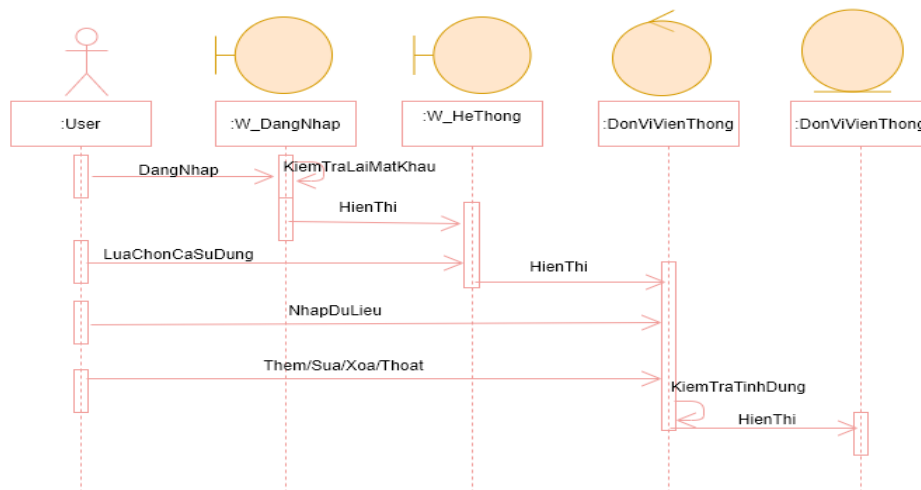 :User
:W_DangNhap
:W_HeThong
:DonViVienThong
:DonViVienThong
DangNhap
KiemTraLaiMatKhau
HienThi
LuaChonCaSuDung
HienThi
NhapDuLieu
Them/Sua/Xoa/Thoat
KiemTraTinhDung
HienThi